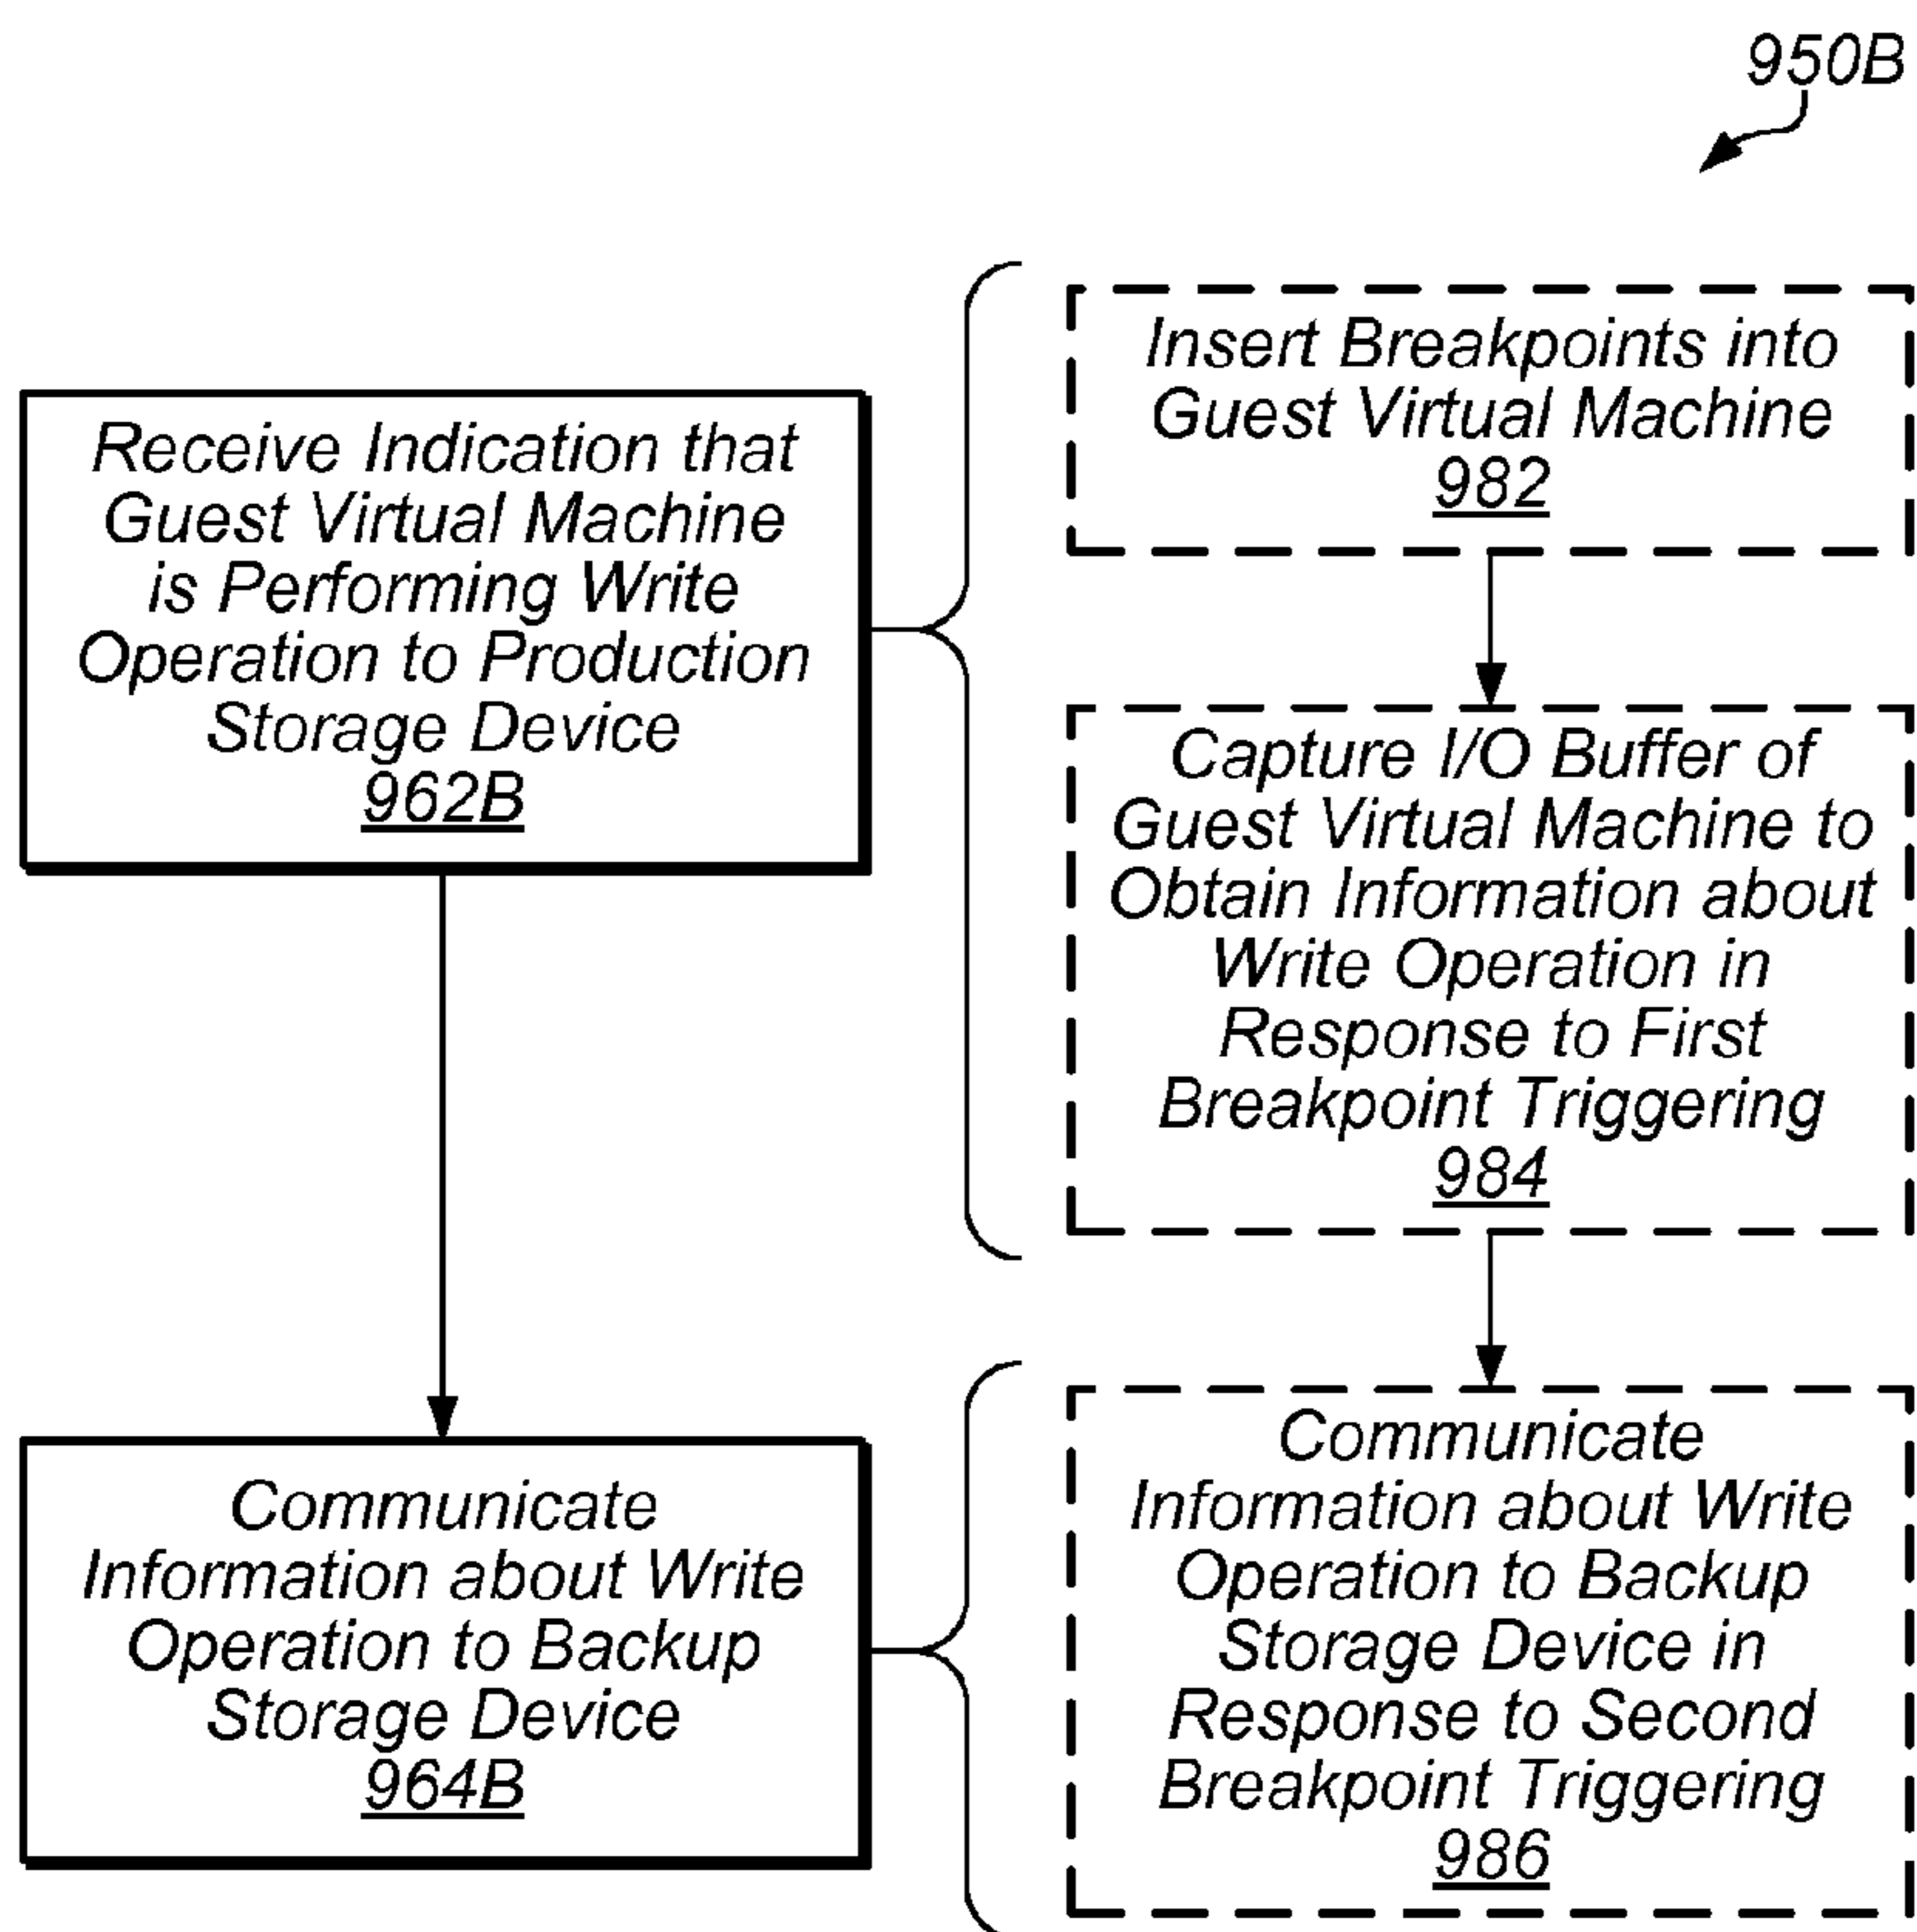 950B
Receive Indication that
Guest Virtual Machine
is Performing Write
Operation to Production
Storage Device
962B
Insert Breakpoints into
Guest Virtual Machine
982
Capture I/O Buffer of
Guest Virtual Machine to
Obtain Information about
Write Operation in
Response to First
Breakpoint Triggering
984
Communicate
Information about Write
Operation to Backup
Storage Device
964B
Communicate
Information about Write
Operation to Backup
Storage Device in
Response to Second
Breakpoint Triggering
986